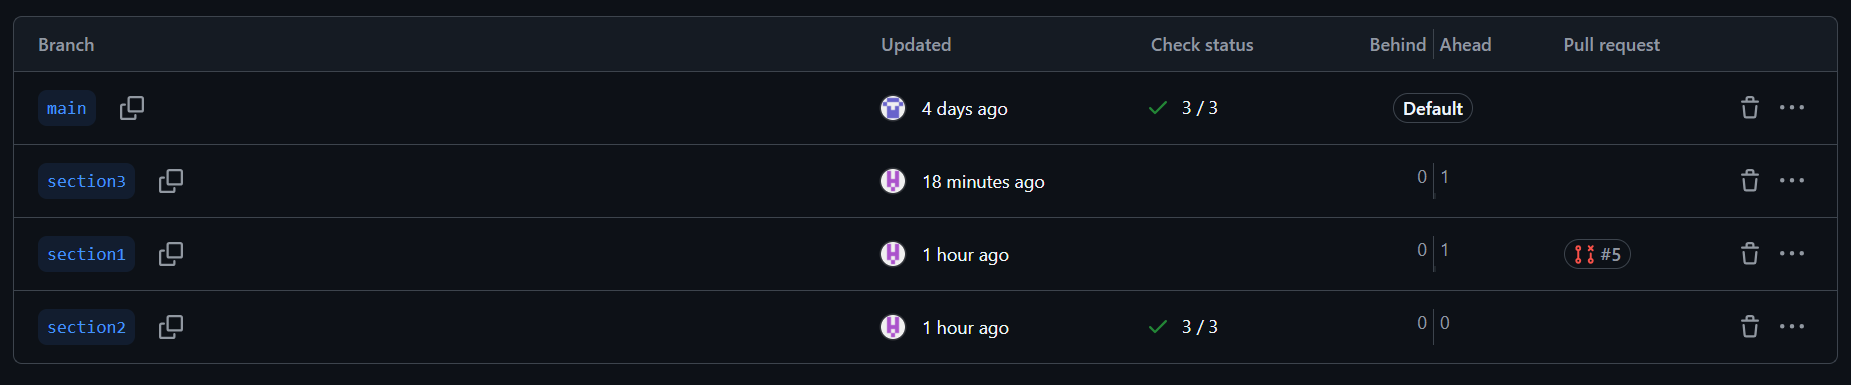 Branch Updated Check status Behind Ahead Pull request
main 4 days ago 3 / 3 Default
section3 18 minutes ago 0 1
section1 1 hour ago 0 1 #5
section2 1 hour ago 3 / 3 0 0